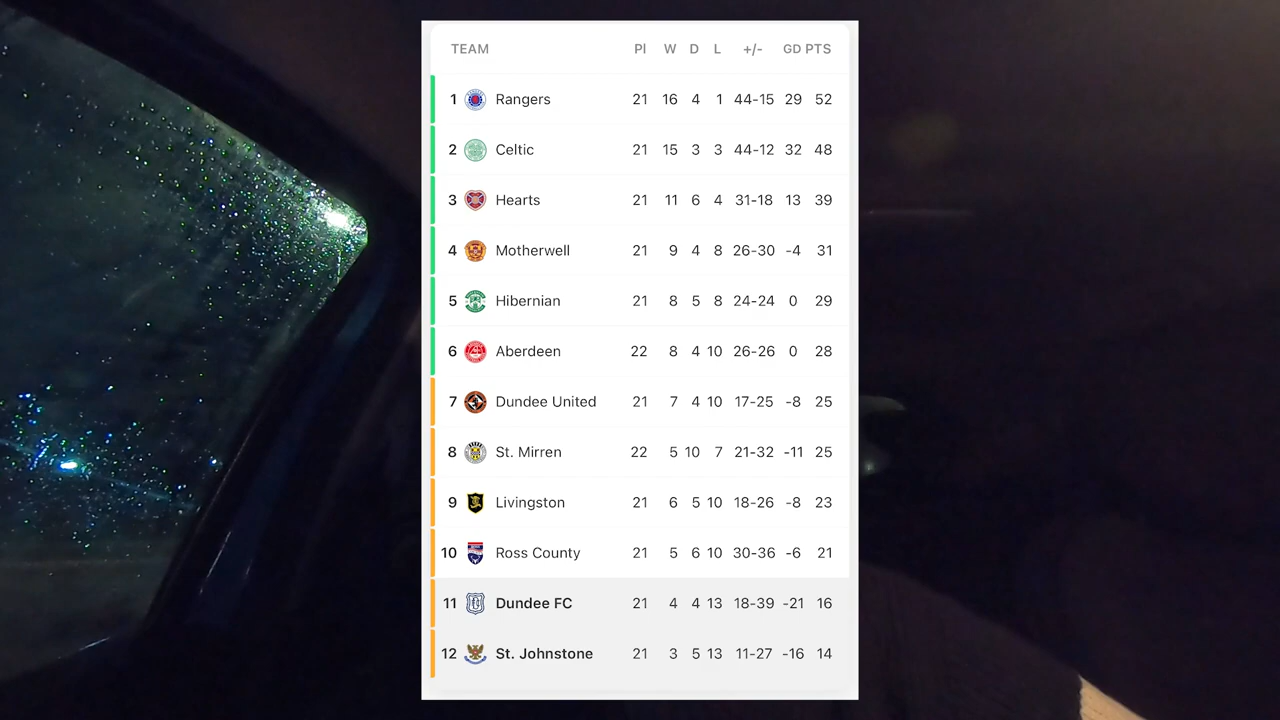 TEAM Pl W D L +/- GD PTS
1 Rangers 21 16 4 1 44-15 29 52
2 Celtic 21 15 3 3 44-12 32 48
3 Hearts 21 11 6 4 31-18 13 39
4 Motherwell 21 9 4 8 26-30 -4 31
5 Hibernian 21 8 5 8 24-24 0 29
6 Aberdeen 22 8 4 10 26-26 0 28
7 Dundee United 21 7 4 10 17-25 -8 25
8 St. Mirren 22 5 10 7 21-32 -11 25
9 Livingston 21 6 5 10 18-26 -8 23
10 Ross County 21 5 6 10 30-36 -6 21
11 Dundee FC 21 4 4 13 18-39 -21 16
12 St. Johnstone 21 3 5 13 11-27 -16 14